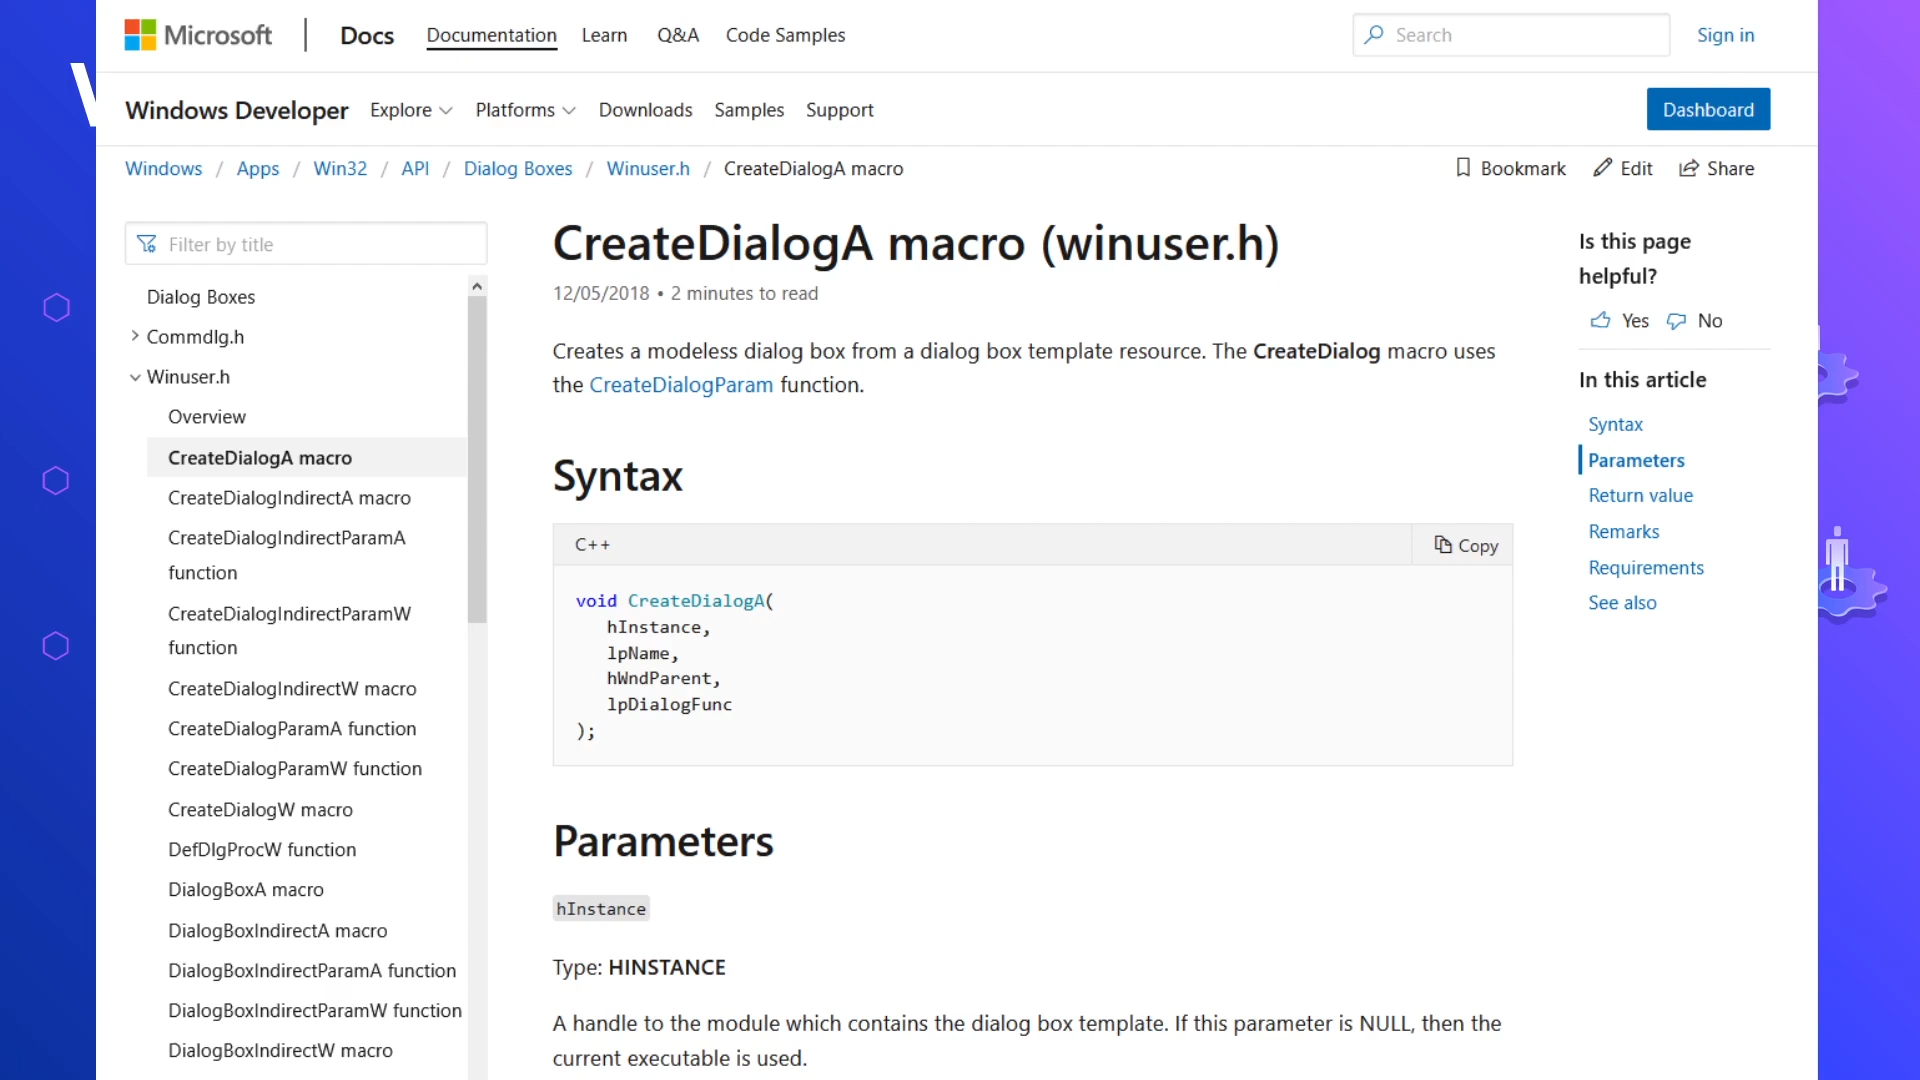 Microsoft
Docs
Documentation
Learn
Q&A
Code Samples
Search
Sign in
Windows Developer
Explore
Platforms
Downloads
Samples
Support
Dashboard
Windows / Apps / Win32 / API / Dialog Boxes / Winuser.h / CreateDialogA macro
Bookmark
Edit
Share
Filter by title
Dialog Boxes
Commdlg.h
Winuser.h
Overview
CreateDialogA macro
CreateDialogIndirectA macro
CreateDialogIndirectParamA
function
CreateDialogIndirectParamW
function
CreateDialogIndirectW macro
CreateDialogParamA function
CreateDialogParamW function
CreateDialogW macro
DefDlgProcW function
DialogBoxA macro
DialogBoxIndirectA macro
DialogBoxIndirectParamA function
DialogBoxIndirectParamW function
DialogBoxIndirectW macro
CreateDialogA macro (winuser.h)
12/05/2018 • 2 minutes to read
Creates a modeless dialog box from a dialog box template resource. The CreateDialog macro uses
the CreateDialogParam function.
Syntax
C++
Copy
void CreateDialogA(
hInstance,
lpName,
hWndParent,
lpDialogFunc
);
Parameters
hInstance
Type: HINSTANCE
A handle to the module which contains the dialog box template. If this parameter is NULL, then the
current executable is used.
Is this page
helpful?
Yes
No
In this article
Syntax
Parameters
Return value
Remarks
Requirements
See also